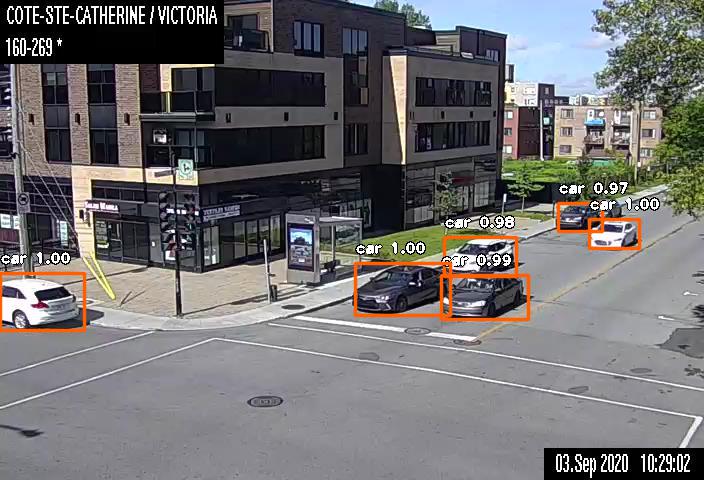 COTE-STE-CATHERINE / VICTORIA
160-269 *
car 0.97
car 1.00
car 0.98
car 1.00
car 0.99
car 1.00
03.Sep 2020 10:29:02